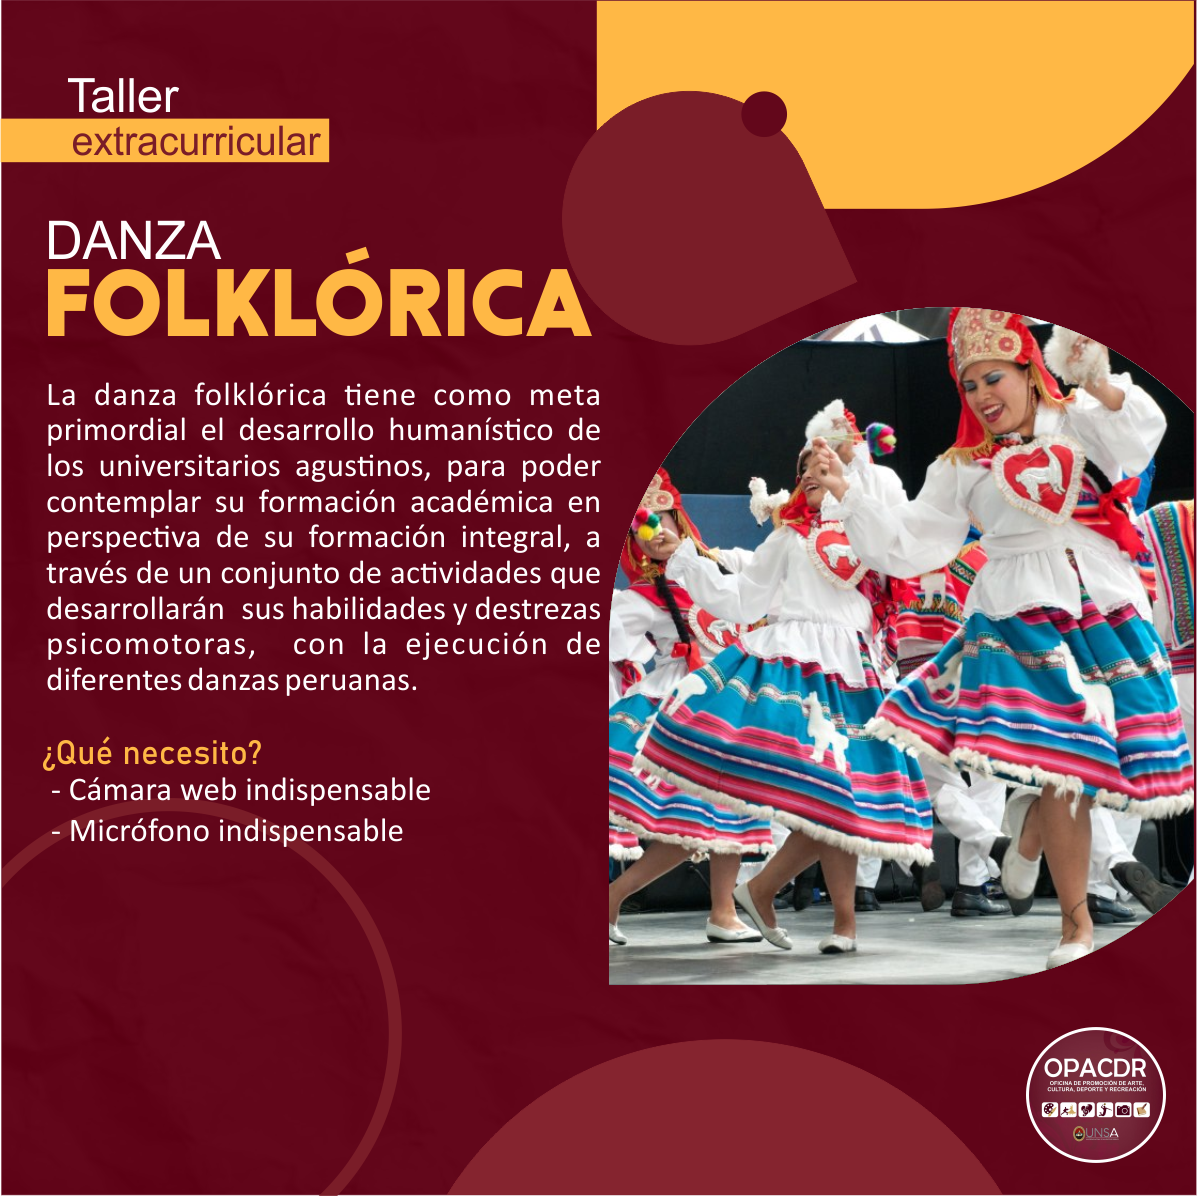 Taller
extracurricular
DANZA
FOLKLÓRICA
La danza folklórica tiene como meta
primordial el desarrollo humanístico de
los universitarios agustinos, para poder
contemplar su formación académica en
perspectiva de su formación integral, a
través de un conjunto de actividades que
desarrollarán sus habilidades y destrezas
psicomotoras, con la ejecución de
diferentes danzas peruanas.
¿Qué necesito?
- Cámara web indispensable
- Micrófono indispensable
OPACDR
OFICINA DE PROMOCIÓN DE ARTE,
CULTURA, DEPORTE Y RECREACIÓN
UNSA